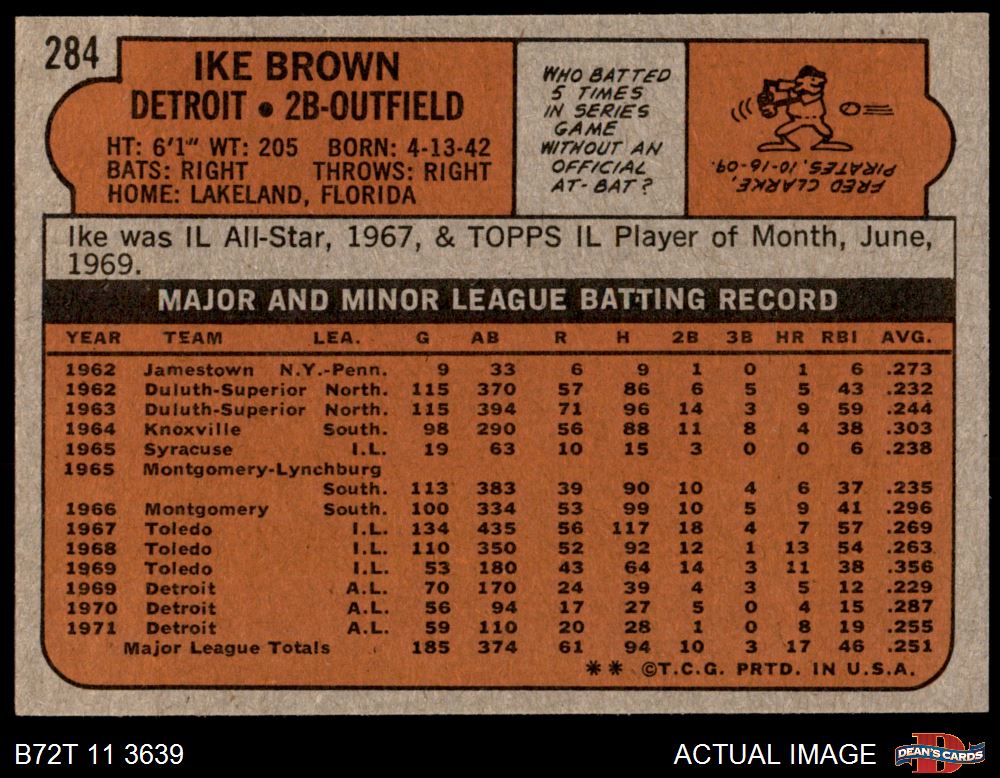 284
IKE BROWN
DETROIT • 2B-OUTFIELD
HT: 6'1" WT: 205 BORN: 4-13-42
BATS: RIGHT THROWS: RIGHT
HOME: LAKELAND, FLORIDA
WHO BATTED
5 TIMES
IN SERIES
GAME
WITHOUT AN
OFFICIAL
AT-BAT?
FRED CLARKE,
PIRATES, 10-16-09.
Ike was IL All-Star, 1967, & TOPPS IL Player of Month, June,
1969.
MAJOR AND MINOR LEAGUE BATTING RECORD
YEAR TEAM LEA. G AB R H 2B 3B HR RBI AVG.
1962 Jamestown N.Y.-Penn. 9 33 6 9 1 0 1 6 .273
1962 Duluth-Superior North. 115 370 57 86 6 5 5 43 .232
1963 Duluth-Superior North. 115 394 71 96 14 3 9 59 .244
1964 Knoxville South. 98 290 56 88 11 8 4 38 .303
1965 Syracuse I.L. 19 63 10 15 3 0 0 6 .238
1965 Montgomery-Lynchburg
South. 113 383 39 90 10 4 6 37 .235
1966 Montgomery South. 100 334 53 99 10 5 9 41 .296
1967 Toledo I.L. 134 435 56 117 18 4 7 57 .269
1968 Toledo I.L. 110 350 52 92 12 1 13 54 .263
1969 Toledo I.L. 53 180 43 64 14 3 11 38 .356
1969 Detroit A.L. 70 170 24 39 4 3 5 12 .229
1970 Detroit A.L. 56 94 17 27 5 0 4 15 .287
1971 Detroit A.L. 59 110 20 28 1 0 8 19 .255
Major League Totals 185 374 61 94 10 3 17 46 .251
** ©T.C.G. PRTD. IN U.S.A.
B72T 11 3639
ACTUAL IMAGE
DEAN'S CARDS